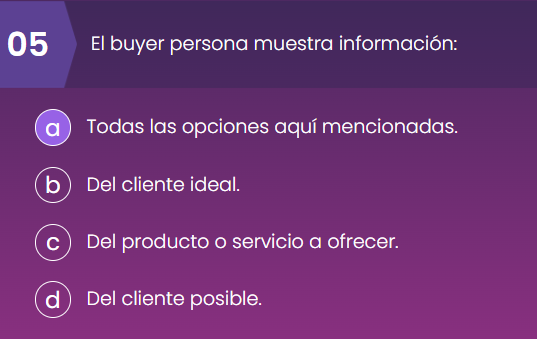 05
El buyer persona muestra información:
a Todas las opciones aquí mencionadas.
b Del cliente ideal.
c Del producto o servicio a ofrecer.
d Del cliente posible.